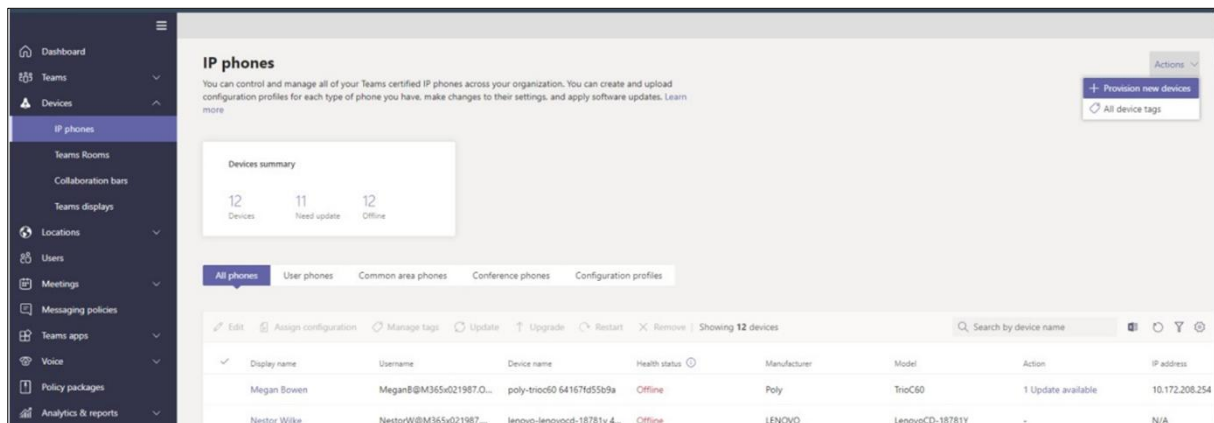 Dashboard
Teams
Devices
IP phones
Teams Rooms
Collaboration bars
Teams displays
Locations
Users
Meetings
Messaging policies
Teams apps
Voice
Policy packages
Analytics & reports
IP phones
You can control and manage all of your Teams certified IP phones across your organization. You can create and upload
configuration profiles for each type of phone you have, make changes to their settings, and apply software updates. Learn
more
Actions
+ Provision new devices
All device tags
Devices summary
12 11 12
Devices Need update Offline
All phones User phones Common area phones Conference phones Configuration profiles
Edit Assign configuration Manage tags Update Upgrade Restart Remove Showing 12 devices Search by device name
Display name Username Device name Health status Manufacturer Model Action IP address
Megan Bowen MeganB@M365x021987.O... poly-trioc60 64167fd55b9a Offline Poly TrioC60 1 Update available 10.172.208.254
Nestor Wilke NestorW@M365x021987.... lenovo-lenovocd-18781y 4... Offline LENOVO LenovoCD-18781Y - N/A